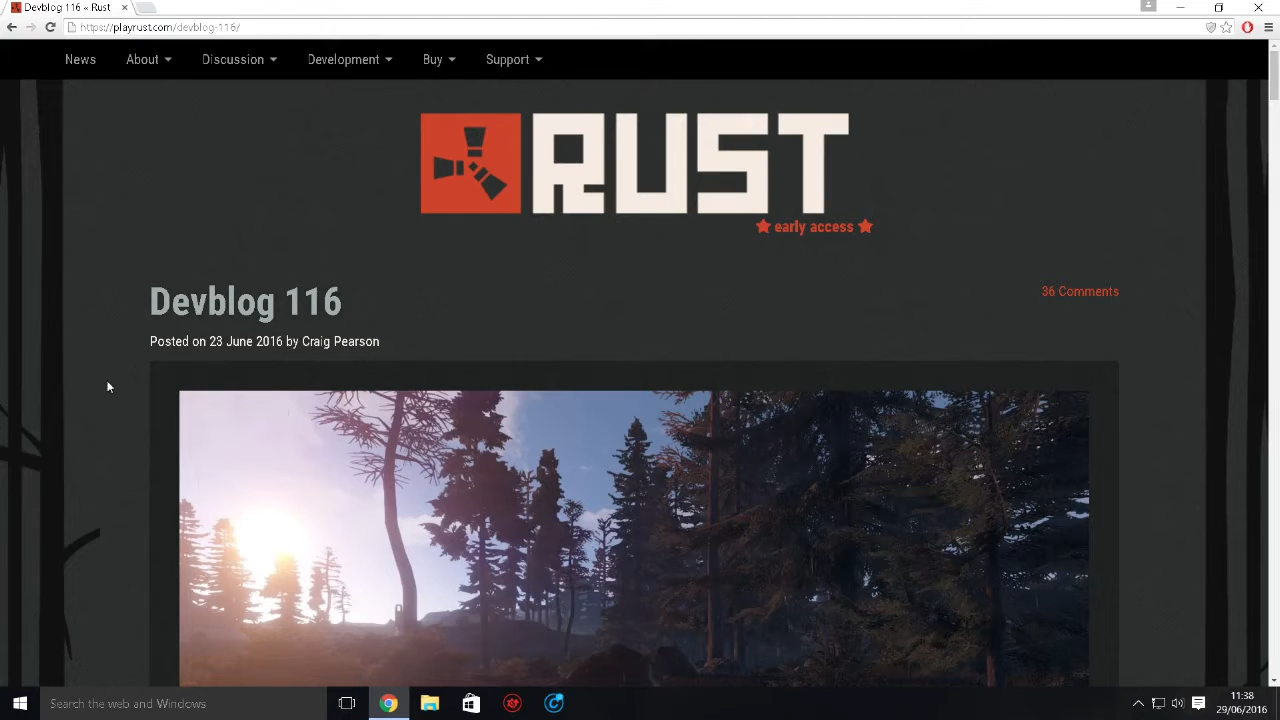 Devblog 116 « Rust
https://playrust.com/devblog-116/
News About Discussion Development Buy Support
RUST
early access
Devblog 116
36 Comments
Posted on 23 June 2016 by Craig Pearson
Search the web and Windows
11:38
29/06/2016